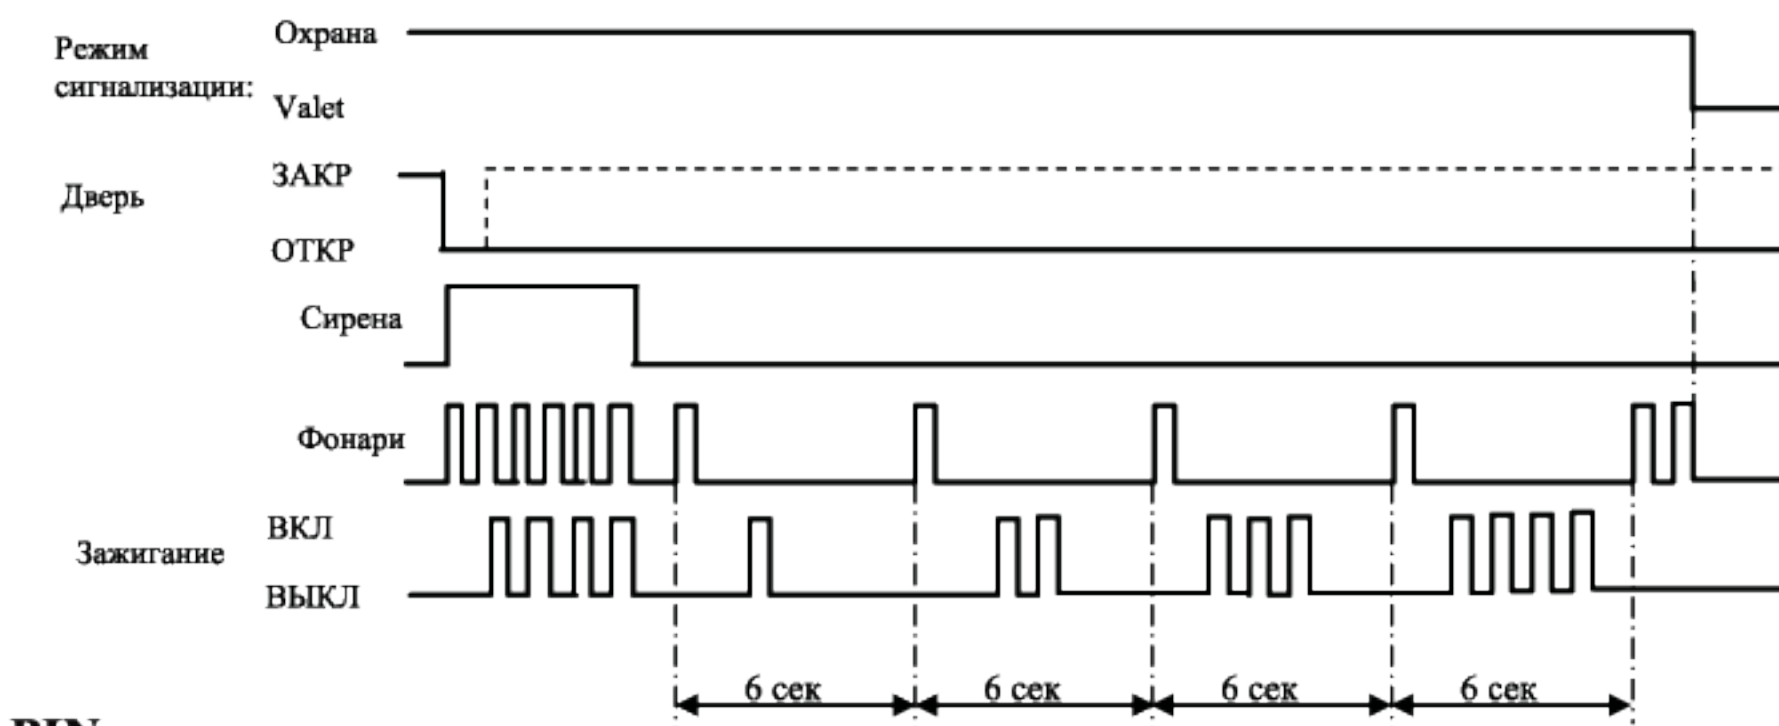 Режим
сигнализации:
Охрана
Valet
Дверь
ЗАКР
ОТКР
Сирена
Фонари
Зажигание
ВКЛ
ВЫКЛ
6 сек
6 сек
6 сек
6 сек